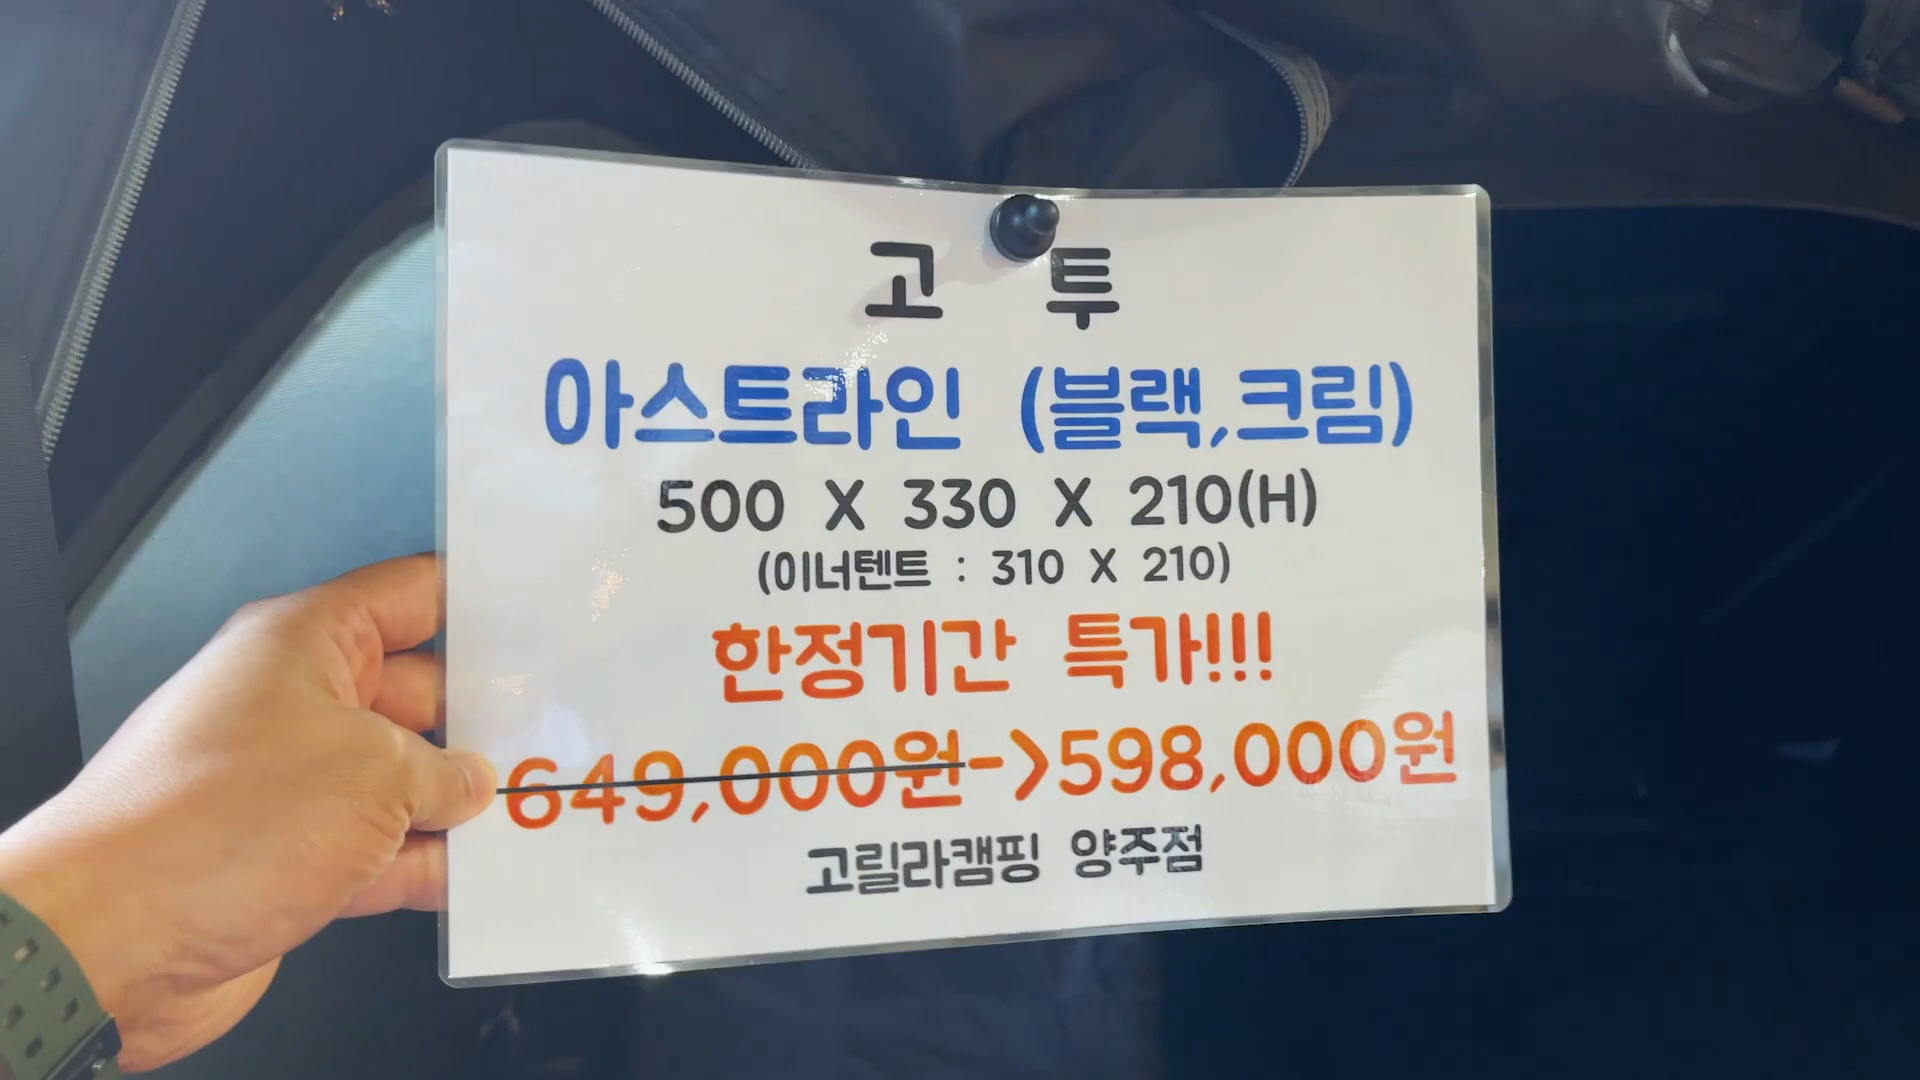 고 투
아스트라인 (블랙,크림)
500 X 330 X 210(H)
(이너텐트 : 310 X 210)
한정기간 특가!!!
649,000원->598,000원
고릴라캠핑 양주점